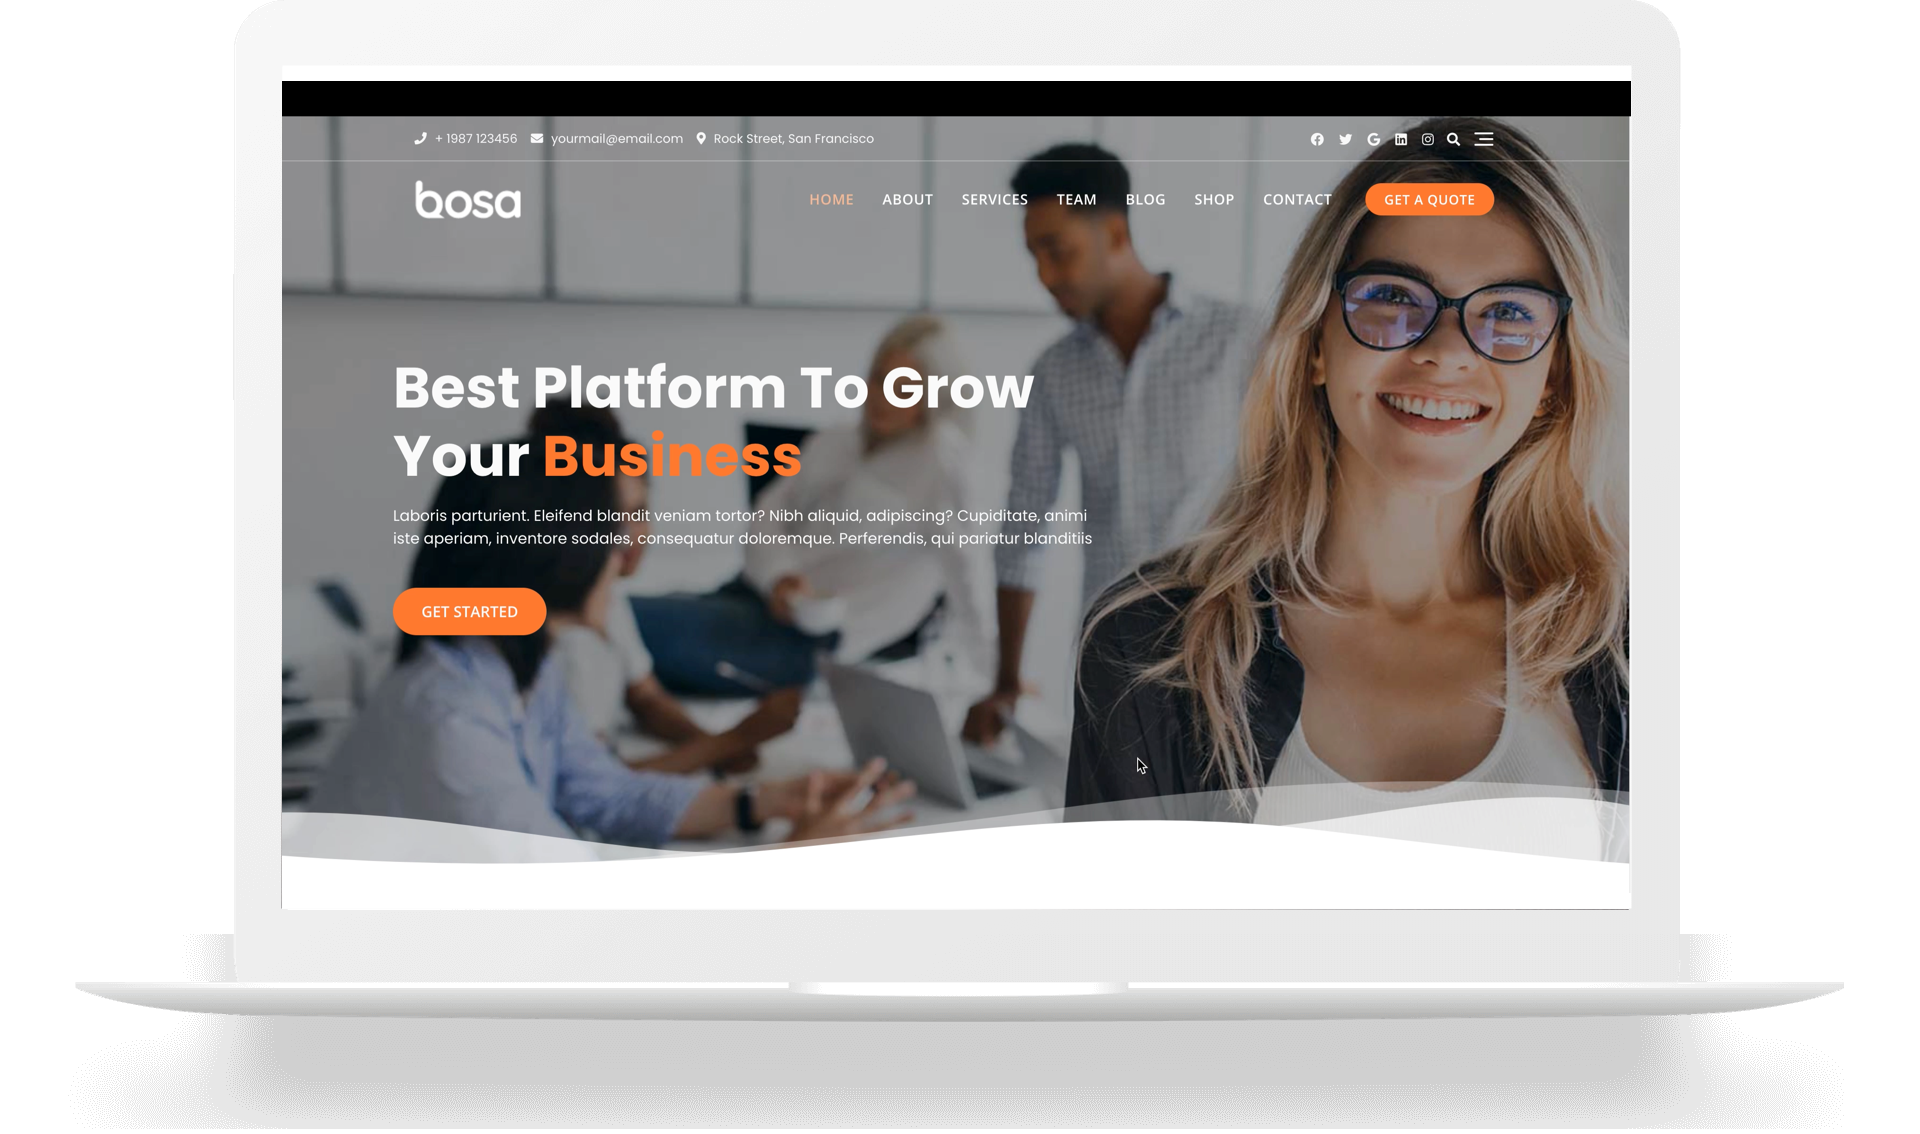 + 1987 123456 yourmail@email.com Rock Street, San Francisco
bosa
HOME ABOUT SERVICES TEAM BLOG SHOP CONTACT GET A QUOTE
Best Platform To Grow
Your Business
Laboris parturient. Eleifend blandit veniam tortor? Nibh aliquid, adipiscing? Cupiditate, animi
iste aperiam, inventore sodales, consequatur doloremque. Perferendis, qui pariatur blanditiis
GET STARTED